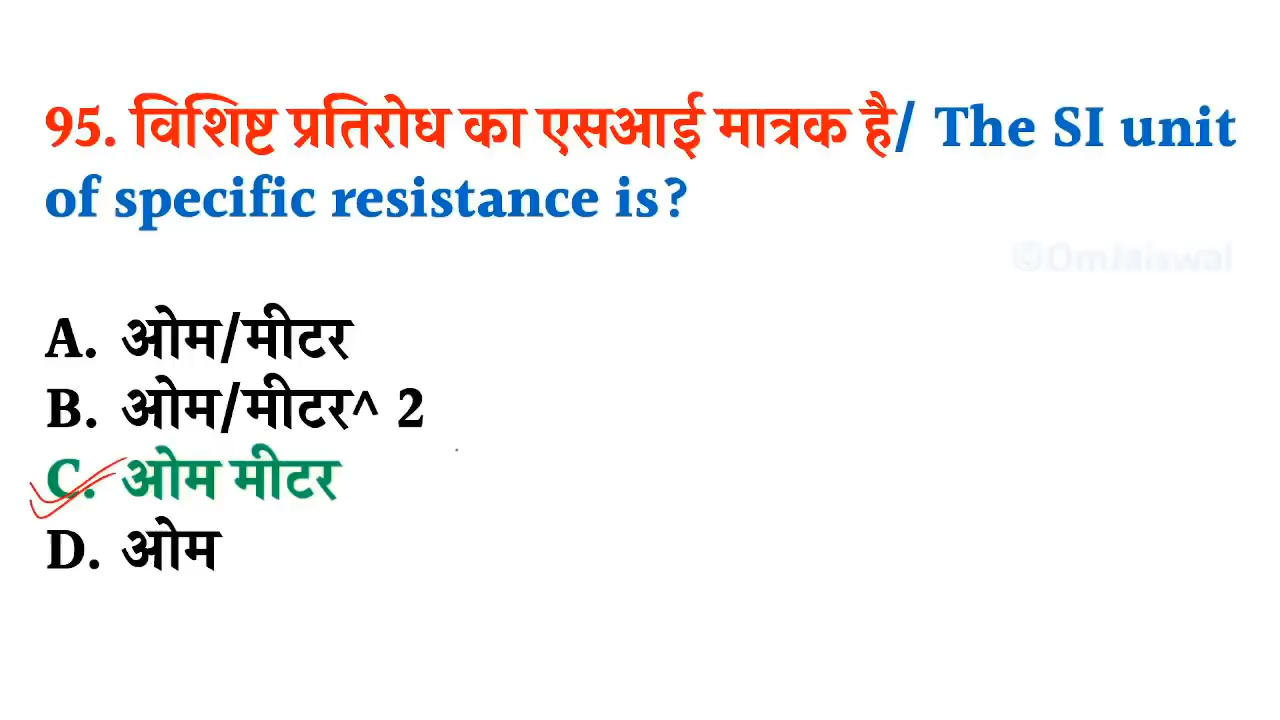 95. विशिष्ट प्रतिरोध का एसआई मात्रक है/ The SI unit
of specific resistance is?
©OmJaiswal
A. ओम/मीटर
B. ओम/मीटर^ 2
C. ओम मीटर
D. ओम